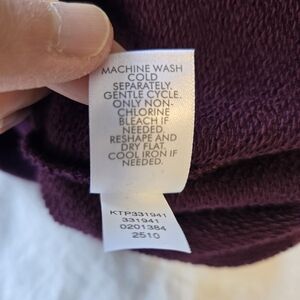 MACHINE WASH
COLD
SEPARATELY.
GENTLE CYCLE.
ONLY NON-
CHLORINE
BLEACH IF
NEEDED.
RESHAPE AND
DRY FLAT.
COOL IRON IF
NEEDED.
KTP331941
331941
0201384
2510